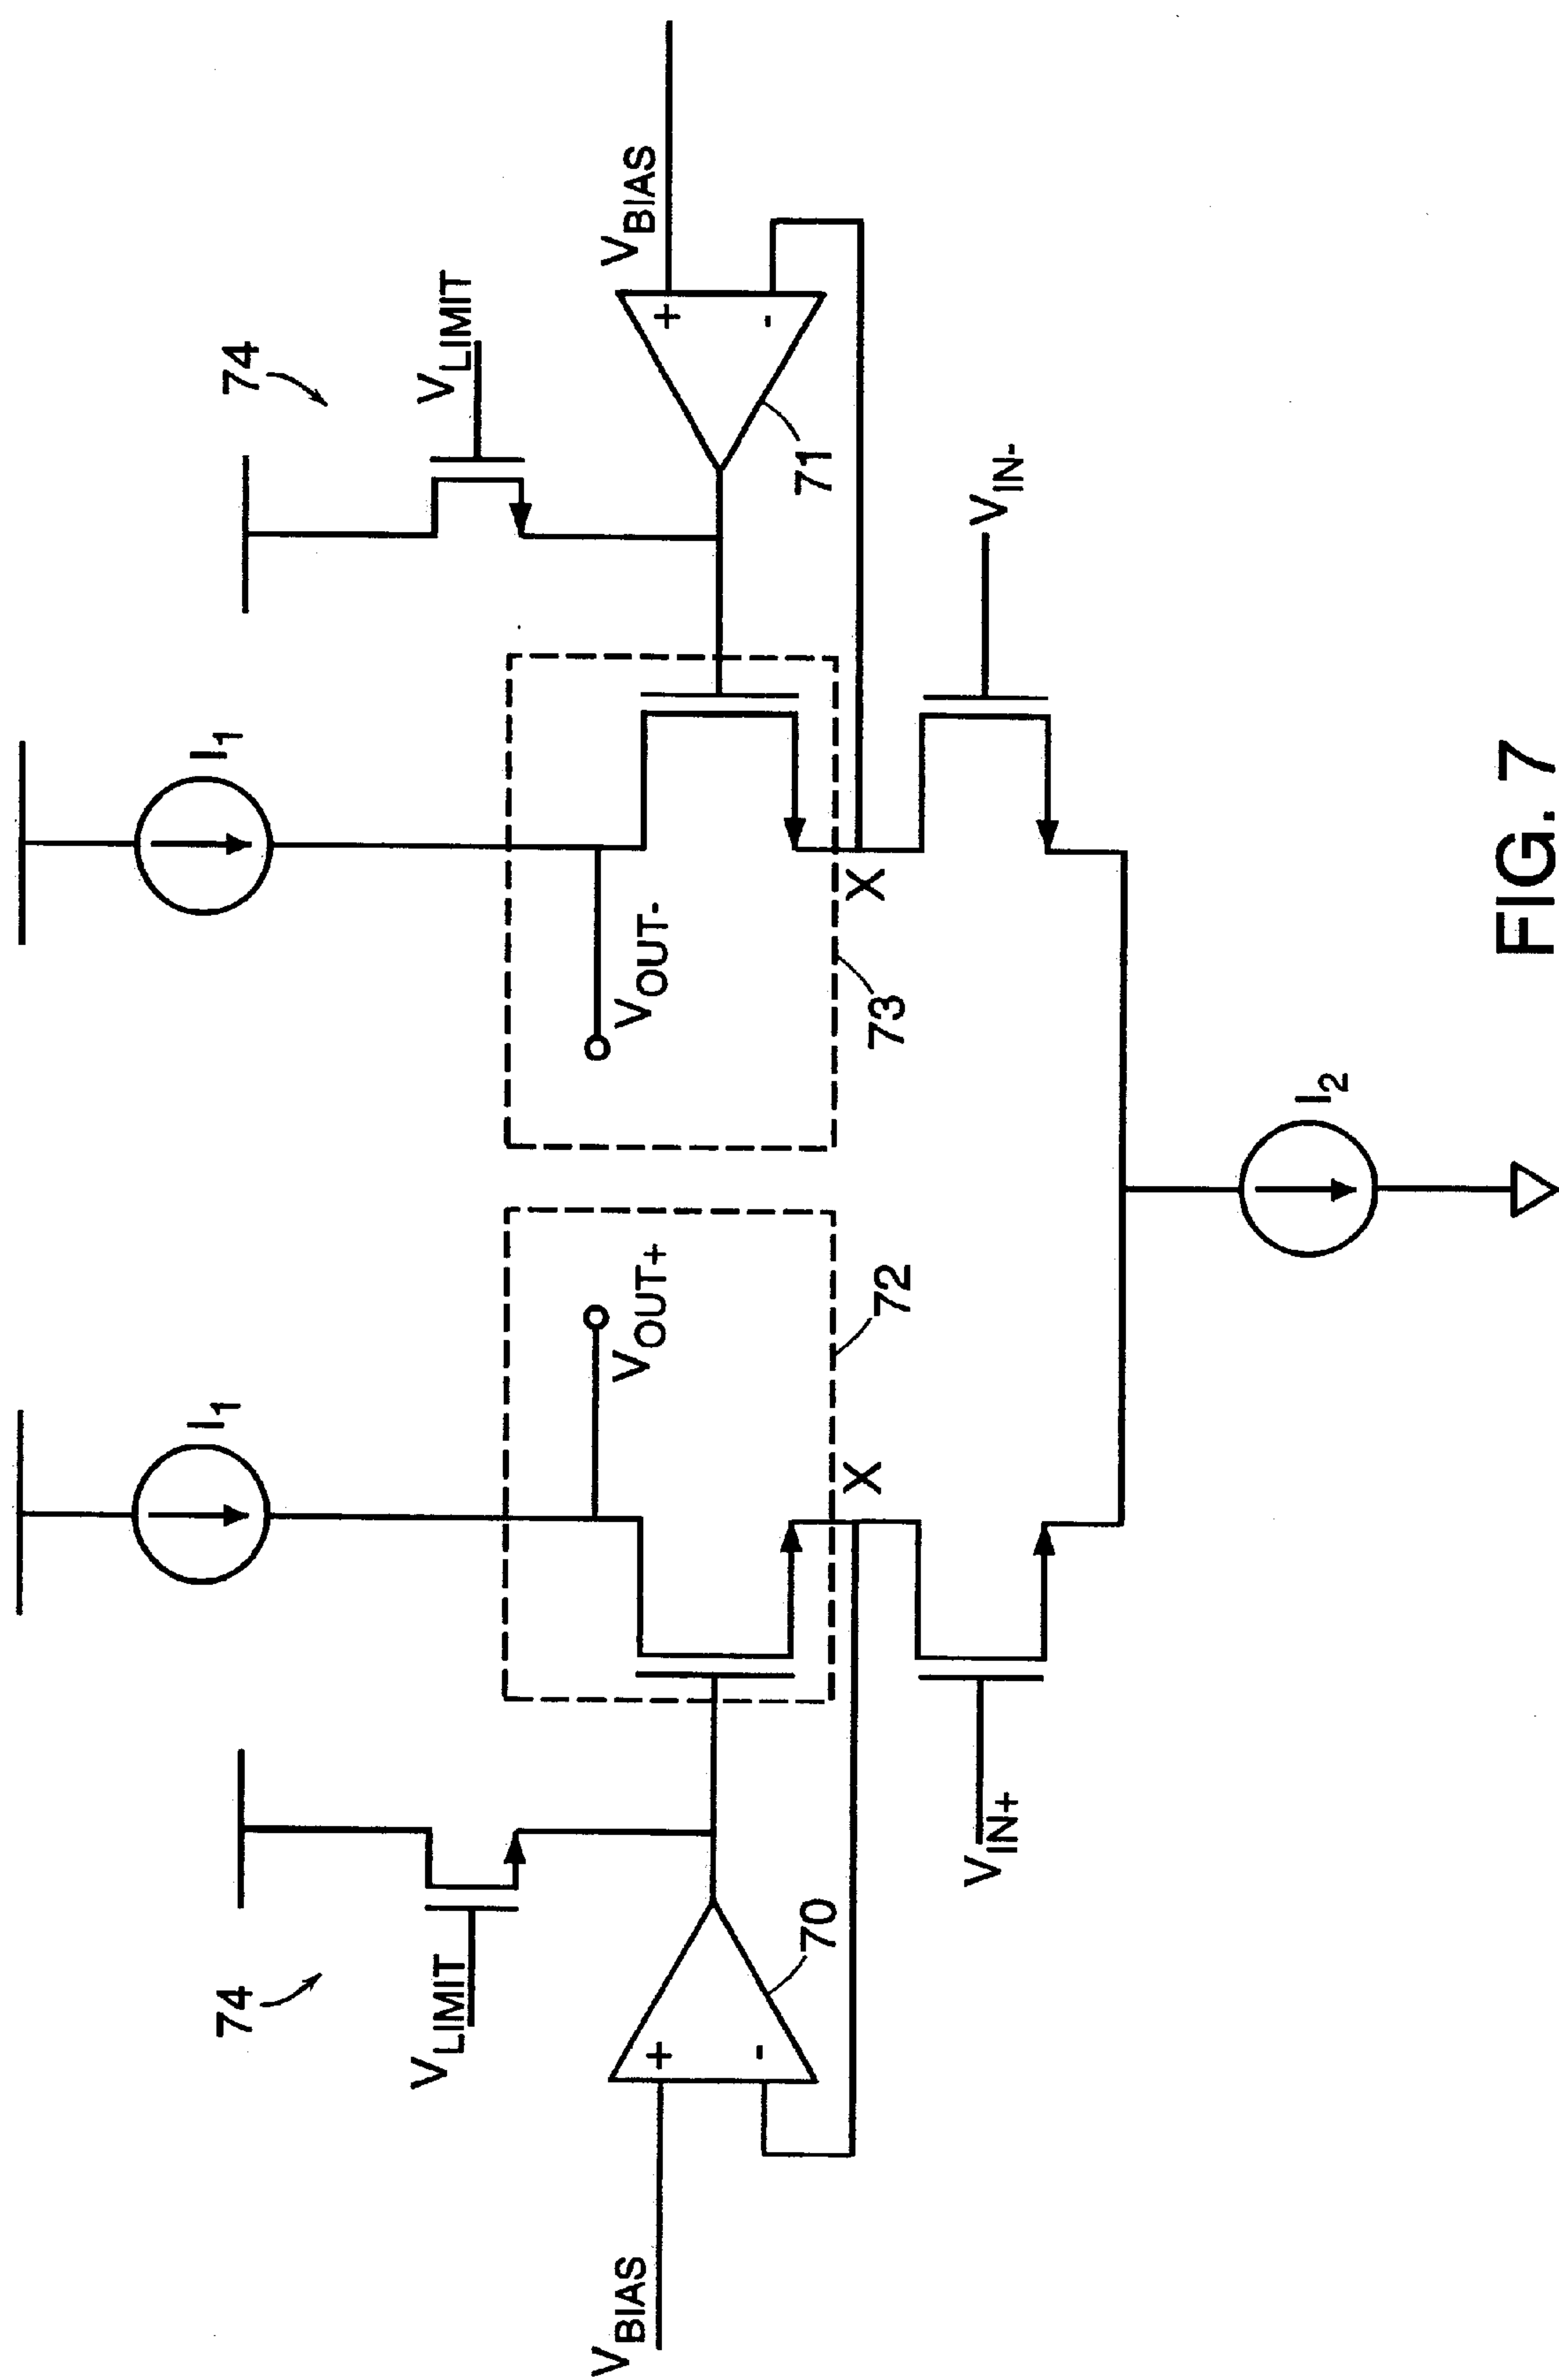 I1
I1
74
VLIMIT
VOUT+
VOUT-
VLIMIT
74
VBIAS
+
-
70
72
X
X
73
71
+
-
VBIAS
VIN+
VIN-
I2
FIG. 7